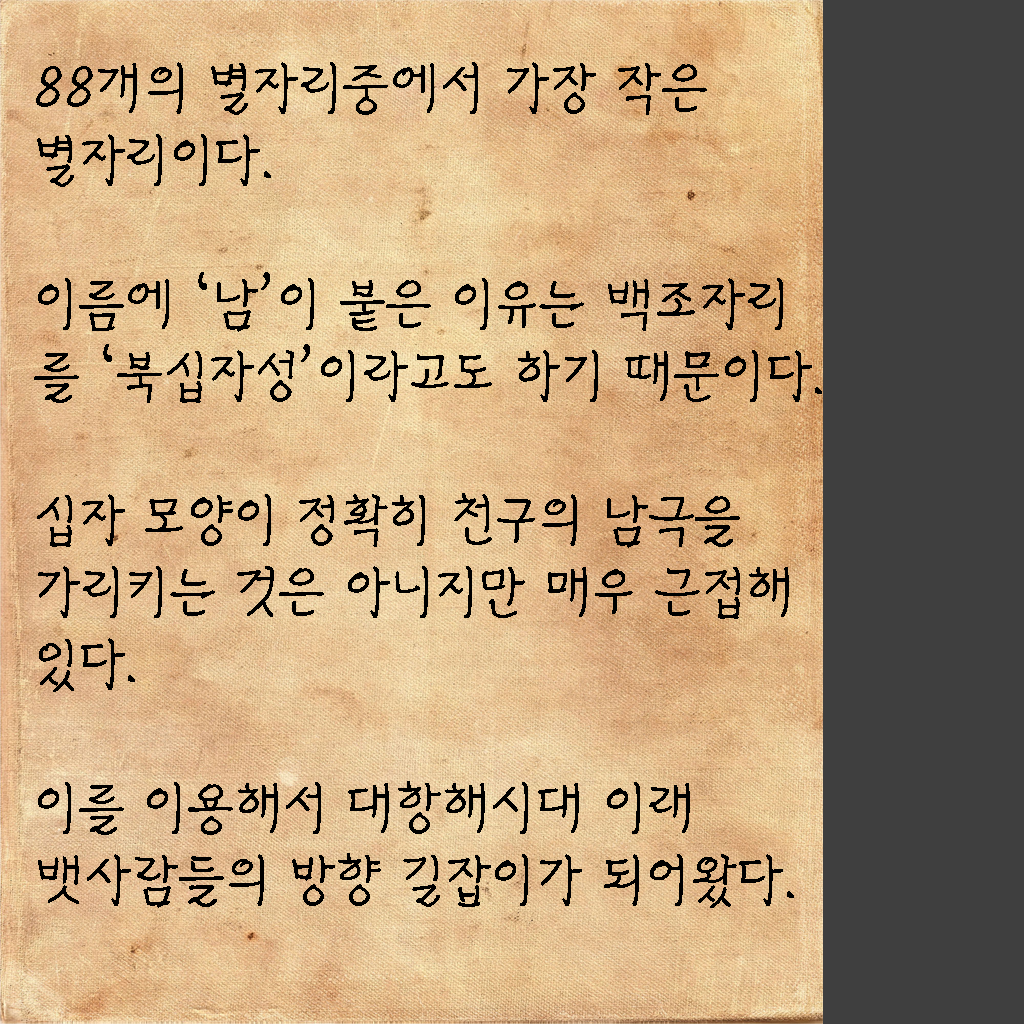 88개의 별자리중에서 가장 작은
별자리이다.
이름에 ‘남’이 붙은 이유는 백조자리
를 ‘북십자성’이라고도 하기 때문이다.
십자 모양이 정확히 천구의 남극을
가리키는 것은 아니지만 매우 근접해
있다.
이를 이용해서 대항해시대 이래
뱃사람들의 방향 길잡이가 되어왔다.